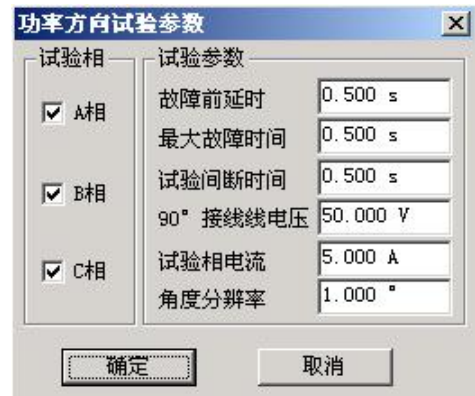 功率方向试验参数
试验相
A相
B相
C相
试验参数
故障前延时 0.500 s
最大故障时间 0.500 s
试验间断时间 0.500 s
90° 接线线电压 50.000 V
试验相电流 5.000 A
角度分辨率 1.000 °
确定 取消